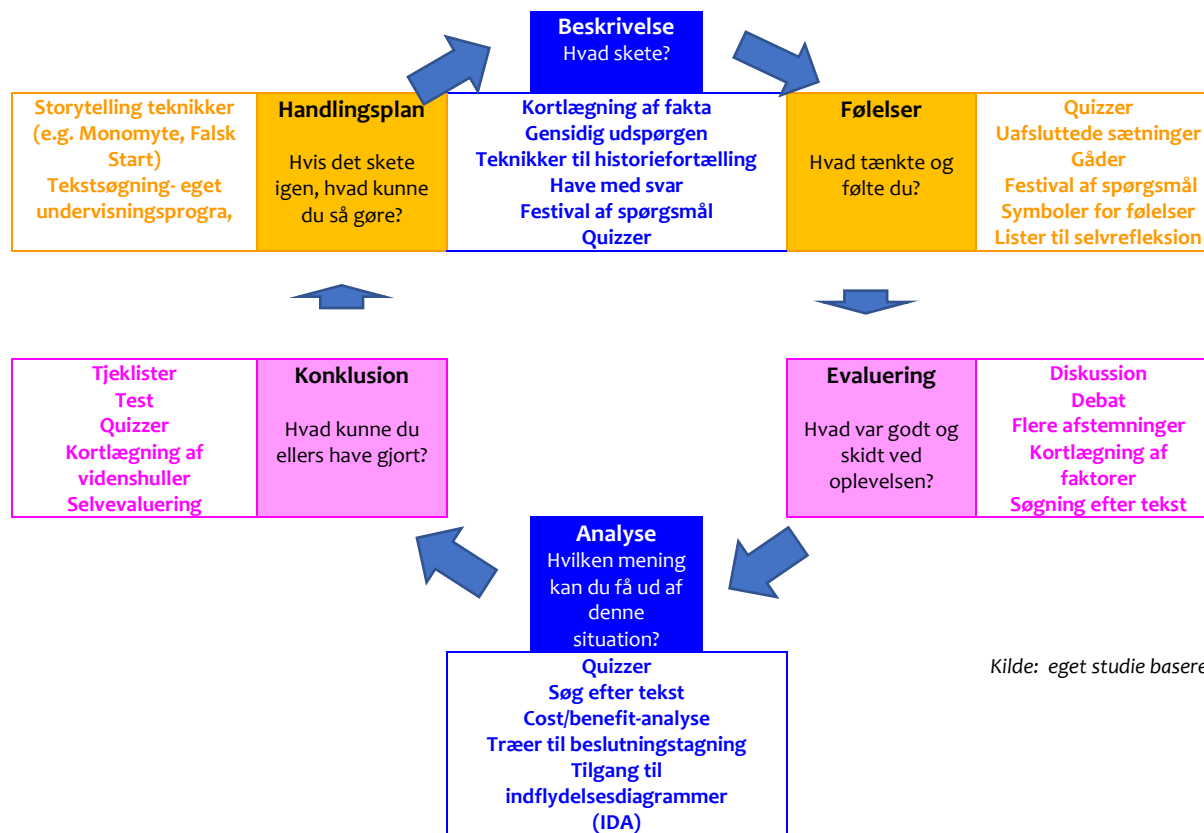 Beskrivelse
Hvad skete?
Kortlægning af fakta
Gensidig udspørgen
Teknikker til historiefortælling
Have med svar
Festival af spørgsmål
Quizzer
Storytelling teknikker
(e.g. Monomyte, Falsk
Start)
Tekstsøgning- eget
undervisningsprogra,
Handlingsplan
Hvis det skete
igen, hvad kunne
du så gøre?
Følelser
Hvad tænkte og
følte du?
Quizzer
Uafsluttede sætninger
Gåder
Festival af spørgsmål
Symboler for følelser
Lister til selvrefleksion
Tjeklister
Test
Quizzer
Kortlægning af
videnshuller
Selvevaluering
Konklusion
Hvad kunne du
ellers have gjort?
Evaluering
Hvad var godt og
skidt ved
oplevelsen?
Diskussion
Debat
Flere afstemninger
Kortlægning af
faktorer
Søgning efter tekst
Analyse
Hvilken mening
kan du få ud af
denne
situation?
Quizzer
Søg efter tekst
Cost/benefit-analyse
Træer til beslutningstagning
Tilgang til
indflydelsesdiagrammer
(IDA)
Kilde: eget studie basere